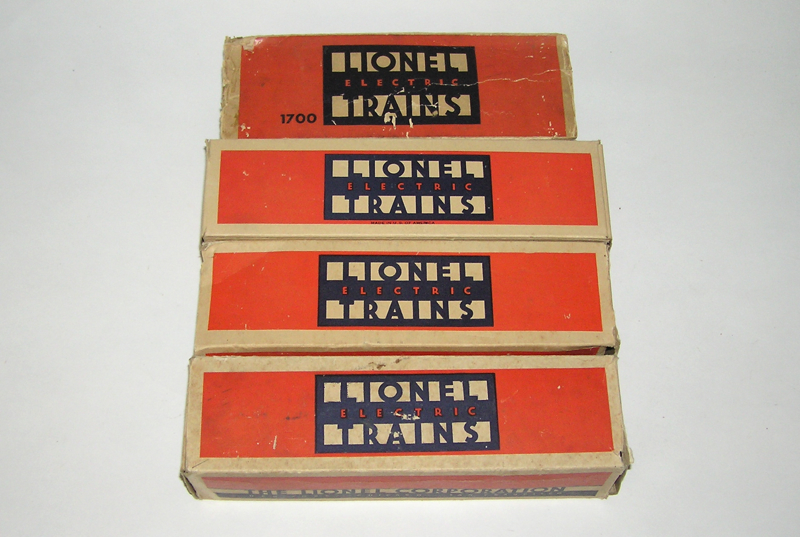 LIONEL
ELECTRIC
TRAINS
1700
LIONEL
ELECTRIC
TRAINS
LIONEL
ELECTRIC
TRAINS
LIONEL
ELECTRIC
TRAINS
THE LIONEL CORPORATION